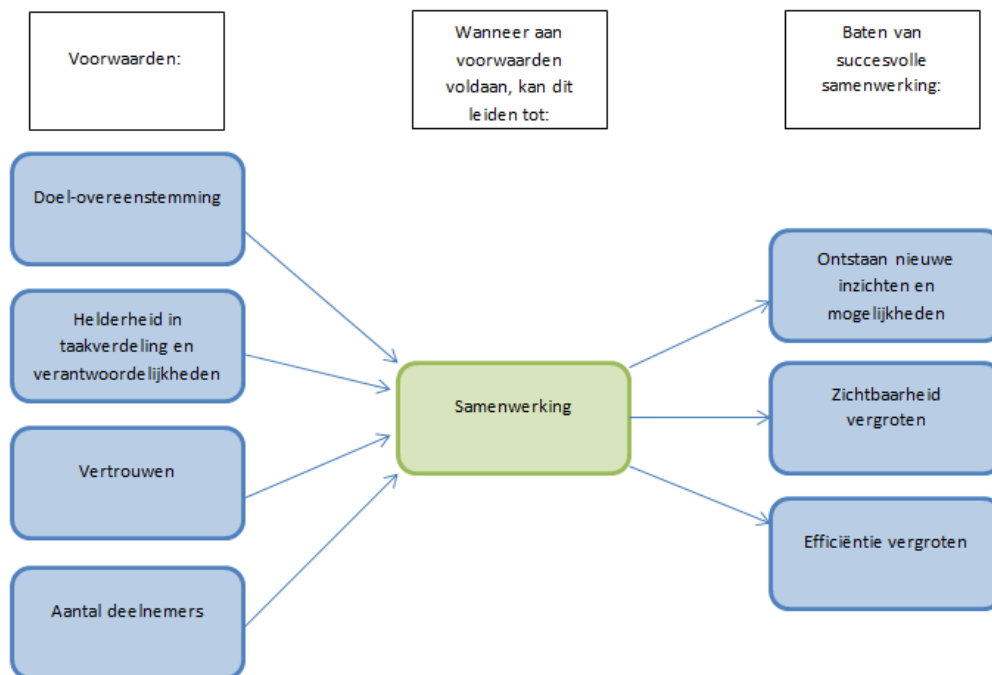 Voorwaarden:
Wanneer aan
voorwaarden
voldaan, kan dit
leiden tot:
Baten van
succesvolle
samenwerking:
Doel-overeenstemming
Helderheid in
taakverdeling en
verantwoordelijkheden
Vertrouwen
Aantal deelnemers
Samenwerking
Ontstaan nieuwe
inzichten en
mogelijkheden
Zichtbaarheid
vergroten
Efficiëntie vergroten